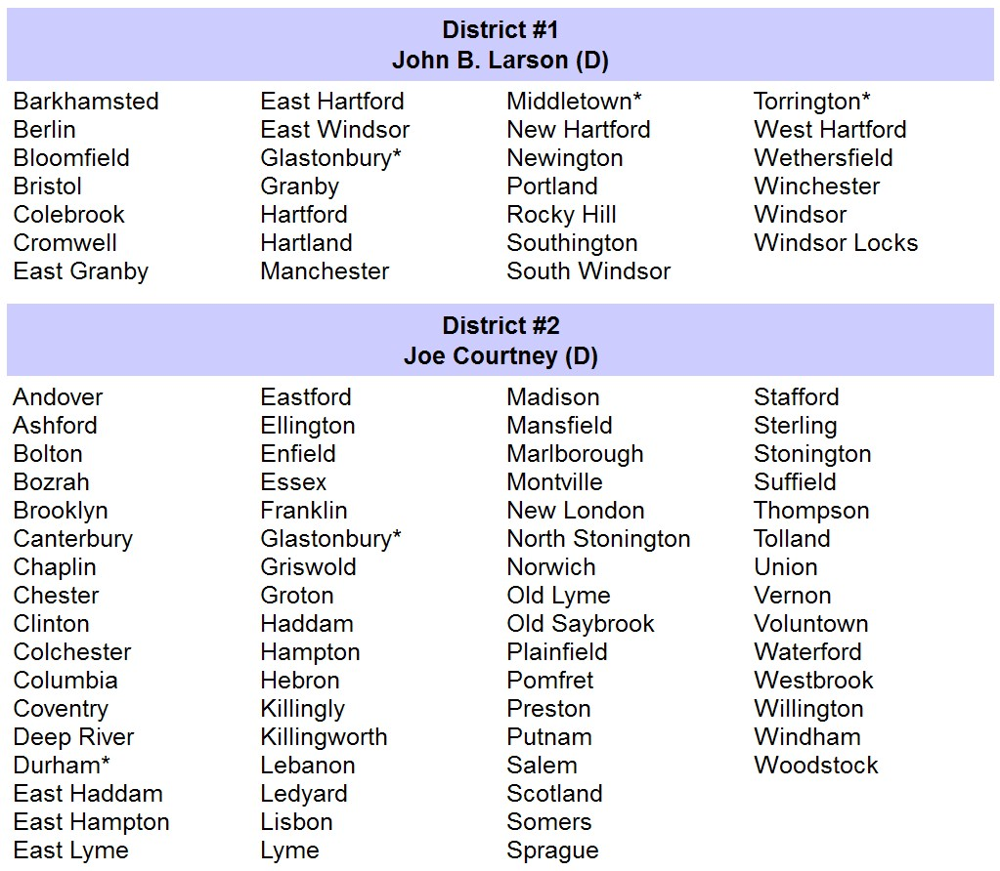 District #1
John B. Larson (D)
Barkhamsted East Hartford Middletown* Torrington*
Berlin East Windsor New Hartford West Hartford
Bloomfield Glastonbury* Newington Wethersfield
Bristol Granby Portland Winchester
Colebrook Hartford Rocky Hill Windsor
Cromwell Hartland Southington Windsor Locks
East Granby Manchester South Windsor
District #2
Joe Courtney (D)
Andover Eastford Madison Stafford
Ashford Ellington Mansfield Sterling
Bolton Enfield Marlborough Stonington
Bozrah Essex Montville Suffield
Brooklyn Franklin New London Thompson
Canterbury Glastonbury* North Stonington Tolland
Chaplin Griswold Norwich Union
Chester Groton Old Lyme Vernon
Clinton Haddam Old Saybrook Voluntown
Colchester Hampton Plainfield Waterford
Columbia Hebron Pomfret Westbrook
Coventry Killingly Preston Willington
Deep River Killingworth Putnam Windham
Durham* Lebanon Salem Woodstock
East Haddam Ledyard Scotland
East Hampton Lisbon Somers
East Lyme Lyme Sprague